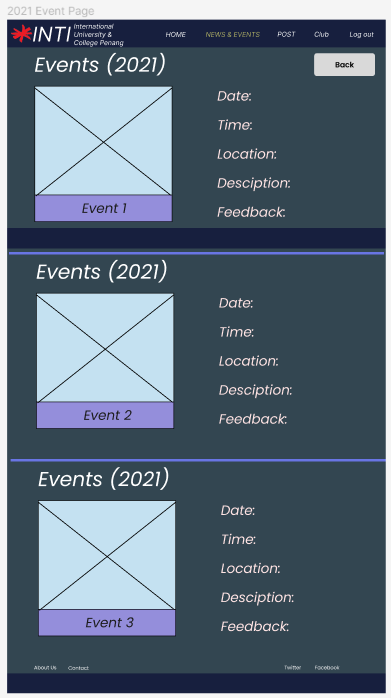 2021 Event Page
INTI International
University &
College Penang
HOME NEWS & EVENTS POST Club Log out
Events (2021)
Back
Date:
Time:
Location:
Desciption:
Feedback:
Event 1
Events (2021)
Date:
Time:
Location:
Desciption:
Feedback:
Event 2
Events (2021)
Date:
Time:
Location:
Desciption:
Feedback:
Event 3
About Us Contact Twitter Facebook